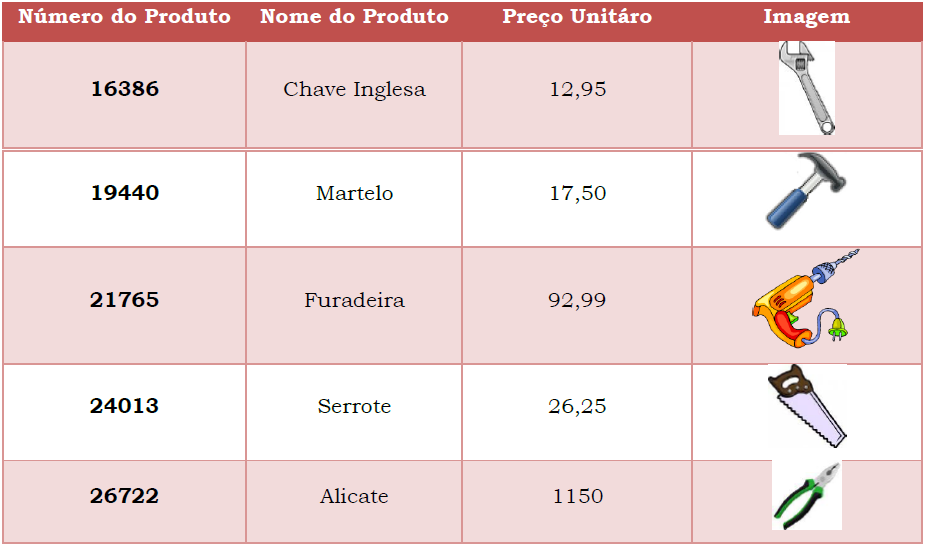 Número do Produto Nome do Produto Preço Unitáro Imagem
16386 Chave Inglesa 12,95
19440 Martelo 17,50
21765 Furadeira 92,99
24013 Serrote 26,25
26722 Alicate 1150